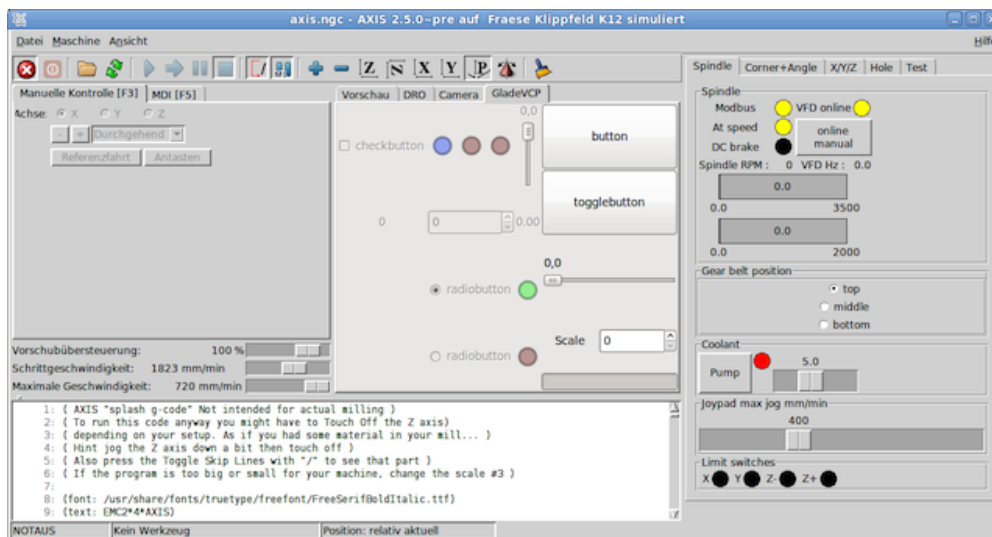 axis.ngc - AXIS 2.5.0~pre auf Fraese Klippfeld K12 simuliert
Datei Maschine Ansicht Hilfe
Z N X Y P
Manuelle Kontrolle [F3] MDI [F5]
Achse: X Y Z
- + Durchgehend
Referenzfahrt Antasten
Vorschubübersteuerung: 100 %
Schrittgeschwindigkeit: 1823 mm/min
Maximale Geschwindigkeit: 720 mm/min
Vorschau DRO Camera GladeVCP
0,0
checkbutton
button
togglebutton
0 0 0.00
0,0
radiobutton
Scale 0
radiobutton
Spindle Corner+Angle X/Y/Z Hole Test
Spindle
Modbus VFD online
At speed
DC brake
online
manual
Spindle RPM : 0 VFD Hz : 0.0
0.0
0.0 3500
0.0
0.0 2000
Gear belt position
top
middle
bottom
Coolant
Pump 5.0
Joypad max jog mm/min
400
Limit switches
X Y Z- Z+
1: ( AXIS "splash g-code" Not intended for actual milling )
2: ( To run this code anyway you might have to Touch Off the Z axis)
3: ( depending on your setup. As if you had some material in your mill... )
4: ( Hint jog the Z axis down a bit then touch off )
5: ( Also press the Toggle Skip Lines with "/" to see that part )
6: ( If the program is too big or small for your machine, change the scale #3 )
7:
8: (font: /usr/share/fonts/truetype/freefont/FreeSerifBoldItalic.ttf)
9: (text: EMC2*4*AXIS)
NOTAUS Kein Werkzeug Position: relativ aktuell